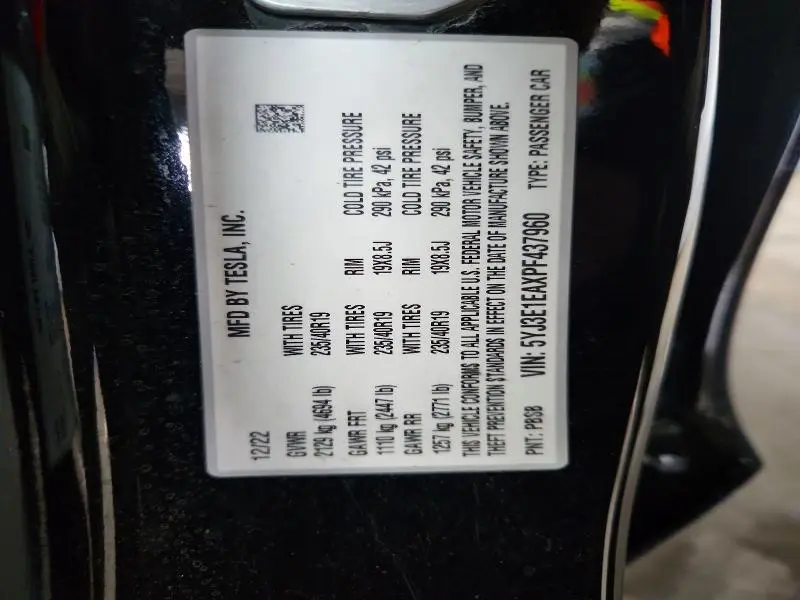 MFD BY TESLA, INC.
12/22
GVWR WITH TIRES
2129 kg (4694 lb) 235/40R19
GAWR FRT WITH TIRES RIM COLD TIRE PRESSURE
1110 kg (2447 lb) 235/40R19 19X8.5J 290 kPa, 42 psi
GAWR RR WITH TIRES RIM COLD TIRE PRESSURE
1257 kg (2771 lb) 235/40R19 19X8.5J 290 kPa, 42 psi
THIS VEHICLE CONFORMS TO ALL APPLICABLE U.S. FEDERAL MOTOR VEHICLE SAFETY, BUMPER, AND
THEFT PREVENTION STANDARDS IN EFFECT ON THE DATE OF MANUFACTURE SHOWN ABOVE.
PNT: PBSB VIN: 5YJ3E1EAXPF437960 TYPE: PASSENGER CAR